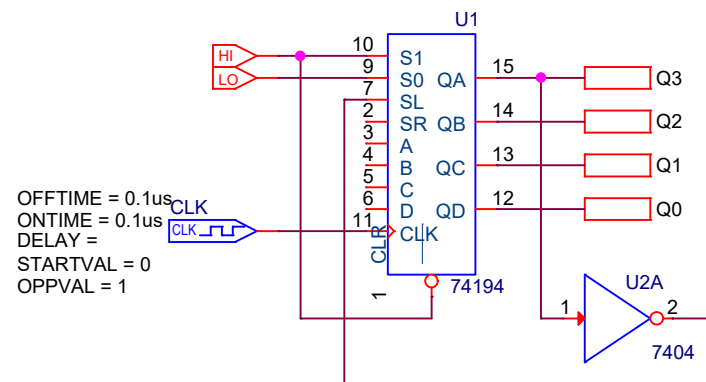 U1
HI
LO
10
9
7
2
3
4
5
6
11
1
S1
S0
SL
SR
A
B
C
D
CLK
CLR
QA
QB
QC
QD
15
14
13
12
Q3
Q2
Q1
Q0
74194
OFFTIME = 0.1us
ONTIME = 0.1us
DELAY =
STARTVAL = 0
OPPVAL = 1
CLK
CLK
U2A
1
2
7404